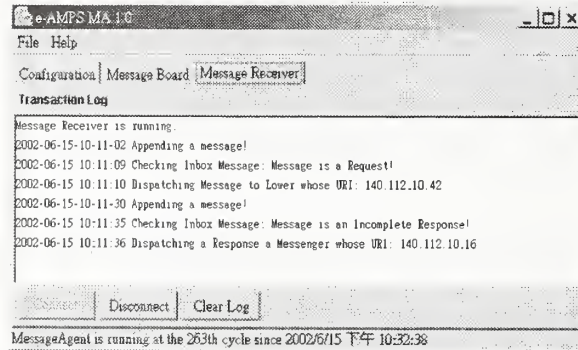 e-AMPS MA 1.0
File Help
Configuration Message Board Message Receiver
Transaction Log
Message Receiver is running.
2002-06-15-10-11-02 Appending a message!
2002-06-15 10:11:09 Checking Inbox Message: Message is a Request!
2002-06-15 10:11:10 Dispatching Message to Lower whose URI: 140.112.10.42
2002-06-15-10-11-30 Appending a message!
2002-06-15 10:11:35 Checking Inbox Message: Message is an Incomplete Response!
2002-06-15 10:11:36 Dispatching a Response a Messenger whose URI: 140.112.10.16
Connect Disconnect Clear Log
MessageAgent is running at the 263th cycle since 2002/6/15 下午 10:32:38